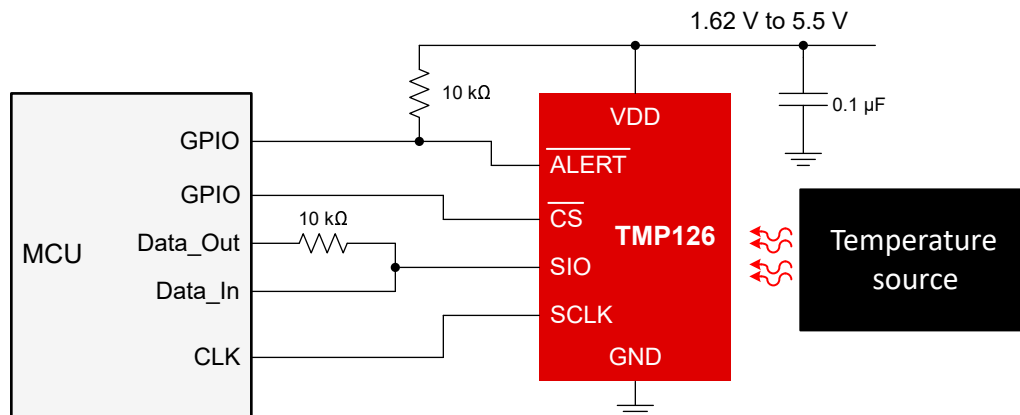 1.62 V to 5.5 V
10 kΩ
0.1 µF
VDD
GPIO
ALERT
GPIO
CS
10 kΩ
MCU
Data_Out
TMP126
Temperature
source
SIO
Data_In
SCLK
CLK
GND